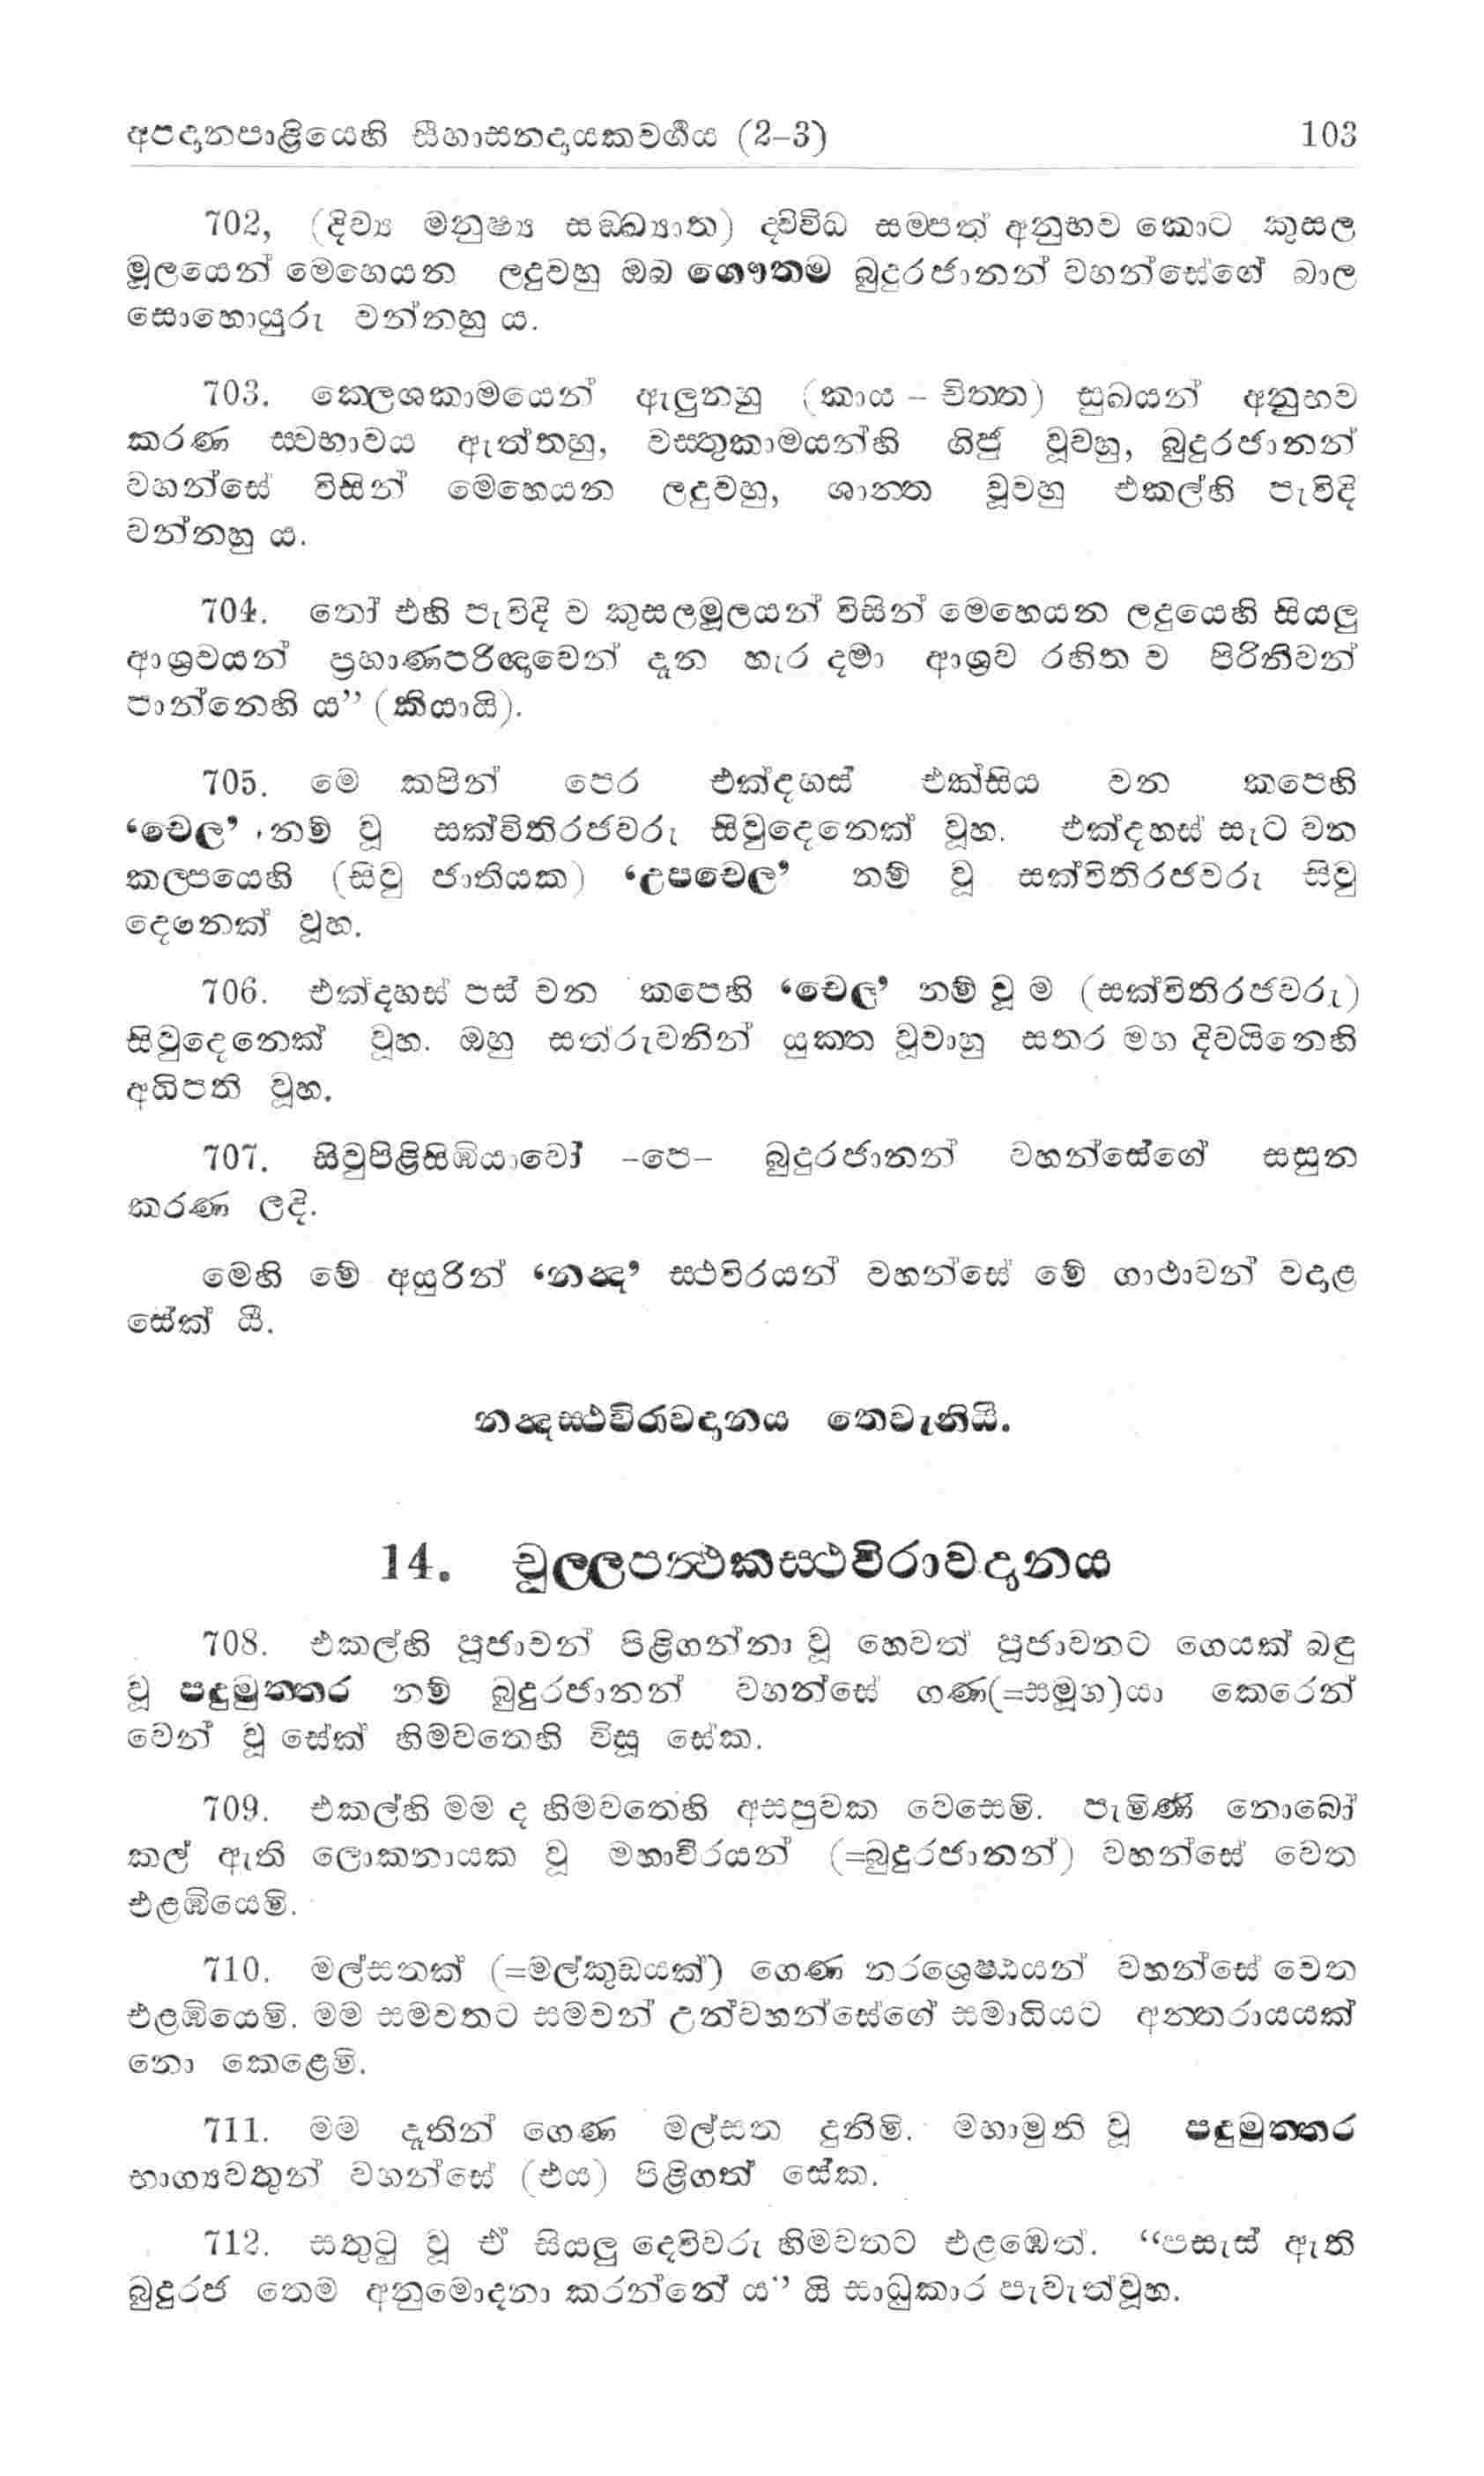 අපදානපාළියෙහි සීහාසනදායකවර්ගය (2–3) 103
702, (දිව්‍ය මනුෂ්‍ය සඞ්ඛ්‍යාත) ද්විවිධ සම්පත් අනුභව කොට කුසල
මූලයෙන් මෙහෙයන ලදුවහු ඔබ ගෞතම බුදුරජානන් වහන්සේගේ බාල
සොහොයුරු වන්නහු ය.
703. ක්ලෙශකාමයෙන් ඇලුනහු (කාය – චිත්ත) සුඛයන් අනුභව
කරණ ස්වභාවය ඇත්තහු, වස්තුකාමයන්හි ගිජු වූවහු, බුදුරජානන්
වහන්සේ විසින් මෙහෙයන ලදුවහු, ශාන්ත වූවහු එකල්හි පැවිදි
වන්නහු ය.
704. තෝ එහි පැවිදි ව කුසලමූලයන් විසින් මෙහෙයන ලදුයෙහි සියලු
ආශ්‍රවයන් ප්‍රහාණපරිඥාවෙන් දැන හැර දමා ආශ්‍රව රහිත ව පිරිනිවන්
පාන්නෙහි ය” (කියායි).
705. මෙ කපින් පෙර එක්දහස් එක්සිය වන කපෙහි
‘චෙල’ නම් වූ සක්විතිරජවරු සිවුදෙනෙක් වූහ. එක්දහස් සැට වන
කල්පයෙහි (සිවු ජාතියක) ‘උපචෙල’ නම් වූ සක්විතිරජවරු සිවු
දෙනෙක් වූහ.
706. එක්දහස් පස් වන කපෙහි ‘චෙල’ නම් වූ ම (සක්විතිරජවරු)
සිවුදෙනෙක් වූහ. ඔහු සත්රුවනින් යුක්ත වූවාහු සතර මහ දිවයිනෙහි
අධිපති වූහ.
707. සිවුපිළිසිඹියාවෝ –පෙ– බුදුරජානන් වහන්සේගේ සසුන
කරණ ලදි.
මෙහි මේ අයුරින් ‘නන්ද’ ස්ථවිරයන් වහන්සේ මේ ගාථාවන් වදාළ
සේක් යී.
නන්දස්ථවිරාවදානය තෙවැනියි.
14. චුල්ලපන්ථකස්ථවිරාවදානය
708. එකල්හි පූජාවන් පිළිගන්නා වූ හෙවත් පූජාවනට ගෙයක් බඳු
වූ පදුමුත්තර නම් බුදුරජානන් වහන්සේ ගණ(=සමූහ)යා කෙරෙන්
වෙන් වූ සේක් හිමවතෙහි විසූ සේක.
709. එකල්හි මම ද හිමවතෙහි අසපුවක වෙසෙමි. පැමිණි නොබෝ
කල් ඇති ලොකනායක වූ මහාවීරයන් (=බුදුරජානන්) වහන්සේ වෙත
එළඹියෙමි.
710. මල්සතක් (=මල්කුඩයක්) ගෙණ නරශ්‍රෙෂ්ඨයන් වහන්සේ වෙත
එළඹියෙමි. මම සමවතට සමවන් උන්වහන්සේගේ සමාධියට අන්තරායයක්
නො කෙළෙමි.
711. මම දෑතින් ගෙණ මල්සත දුනිමි. මහාමුනි වූ පදුමුත්තර
භාග්‍යවතුන් වහන්සේ (එය) පිළිගත් සේක.
712. සතුටු වූ ඒ සියලු දෙව්වරු හිමවතට එළඹෙත්. “පසැස් ඇති
බුදුරජ තෙම අනුමොදනා කරන්නේ ය” යි සාධුකාර පැවැත්වූහ.